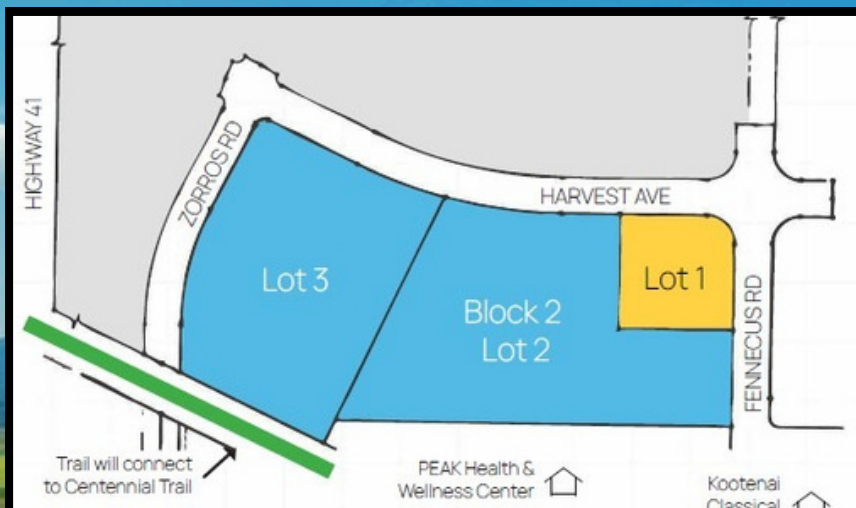 HIGHWAY 41
ZORROS RD
HARVEST AVE
Lot 3
Block 2
Lot 2
Lot 1
FENNECUS RD
Trail will connect
to Centennial Trail
PEAK Health &
Wellness Center
Kootenai
Classical